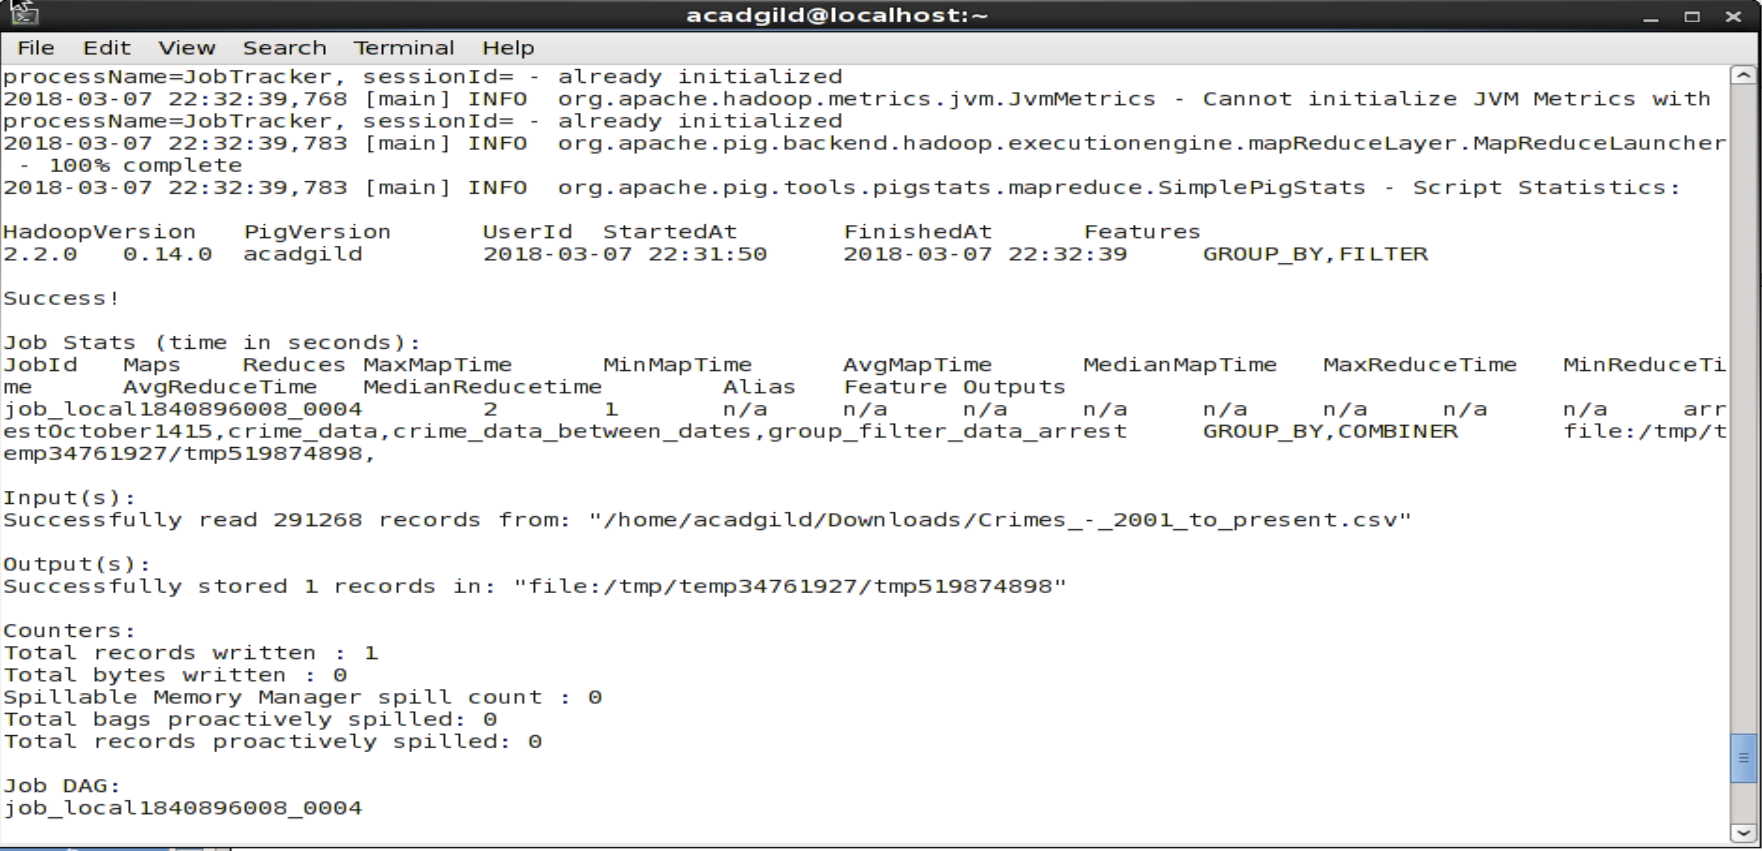 acadgild@localhost:~
File Edit View Search Terminal Help
processName=JobTracker, sessionId= - already initialized
2018-03-07 22:32:39,768 [main] INFO  org.apache.hadoop.metrics.jvm.JvmMetrics - Cannot initialize JVM Metrics with
processName=JobTracker, sessionId= - already initialized
2018-03-07 22:32:39,783 [main] INFO  org.apache.pig.backend.hadoop.executionengine.mapReduceLayer.MapReduceLauncher
 - 100% complete
2018-03-07 22:32:39,783 [main] INFO  org.apache.pig.tools.pigstats.mapreduce.SimplePigStats - Script Statistics:
HadoopVersion PigVersion UserId StartedAt FinishedAt Features
2.2.0 0.14.0 acadgild 2018-03-07 22:31:50 2018-03-07 22:32:39 GROUP_BY,FILTER
Success!
Job Stats (time in seconds):
JobId Maps Reduces MaxMapTime MinMapTime AvgMapTime MedianMapTime MaxReduceTime MinReduceTi
me AvgReduceTime MedianReducetime Alias Feature Outputs
job_local1840896008_0004 2 1 n/a n/a n/a n/a n/a n/a n/a n/a arr
estOctober1415,crime_data,crime_data_between_dates,group_filter_data_arrest GROUP_BY,COMBINER file:/tmp/t
emp34761927/tmp519874898,
Input(s):
Successfully read 291268 records from: "/home/acadgild/Downloads/Crimes_-_2001_to_present.csv"
Output(s):
Successfully stored 1 records in: "file:/tmp/temp34761927/tmp519874898"
Counters:
Total records written : 1
Total bytes written : 0
Spillable Memory Manager spill count : 0
Total bags proactively spilled: 0
Total records proactively spilled: 0
Job DAG:
job_local1840896008_0004